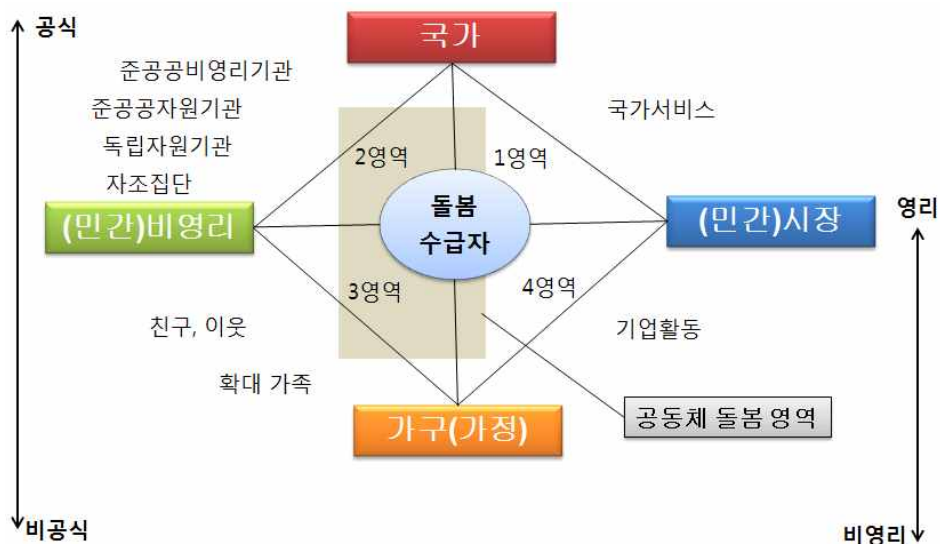 공식
국가
준공공비영리기관
준공공자원기관
국가서비스
독립자원기관
2영역
1영역
자조집단
(민간)비영리
돌봄
수급자
(민간)시장
영리
3영역
4영역
친구, 이웃
기업활동
확대 가족
가구(가정)
공동체 돌봄 영역
비공식
비영리